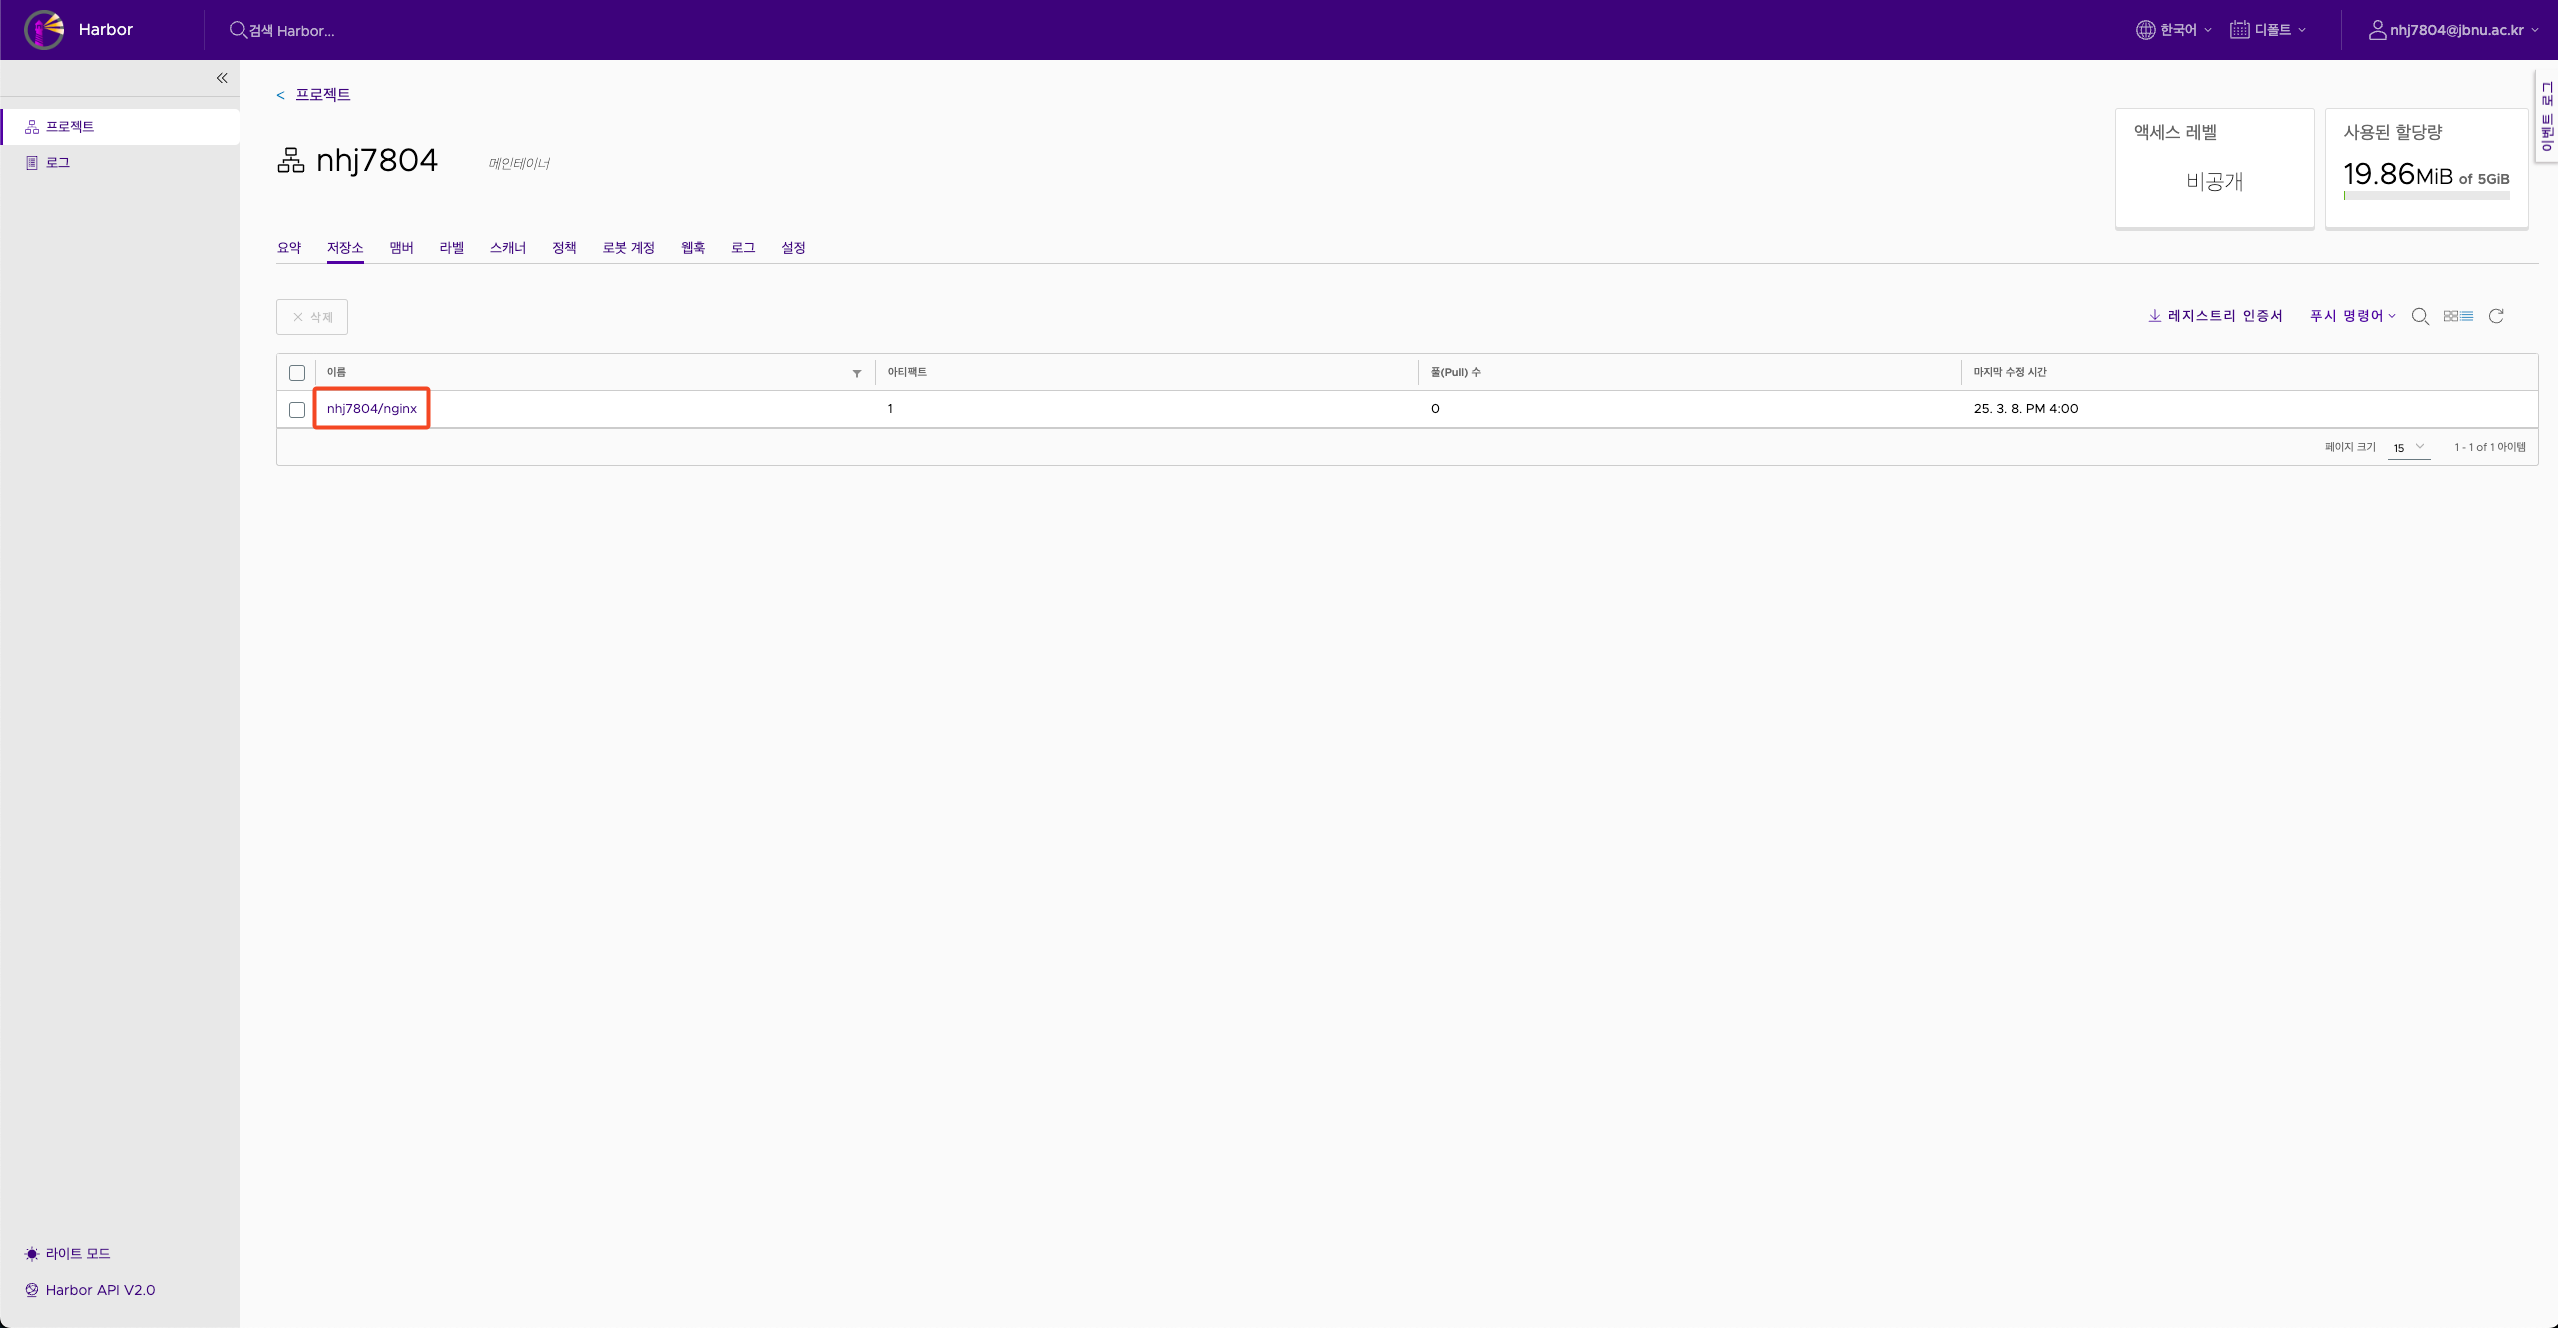 Harbor
검색 Harbor...
한국어
디폴트
nhj7804@jbnu.ac.kr
프로젝트
로그
< 프로젝트
nhj7804
메인테이너
액세스 레벨
비공개
사용된 할당량
19.86MiB of 5GiB
이벤트 로그
요약 저장소 맴버 라벨 스캐너 정책 로봇 계정 웹훅 로그 설정
삭제
레지스트리 인증서
푸시 명령어
이름 아티팩트 풀(Pull) 수 마지막 수정 시간
nhj7804/nginx 1 0 25. 3. 8. PM 4:00
페이지 크기 15 1 - 1 of 1 아이템
라이트 모드
Harbor API V2.0